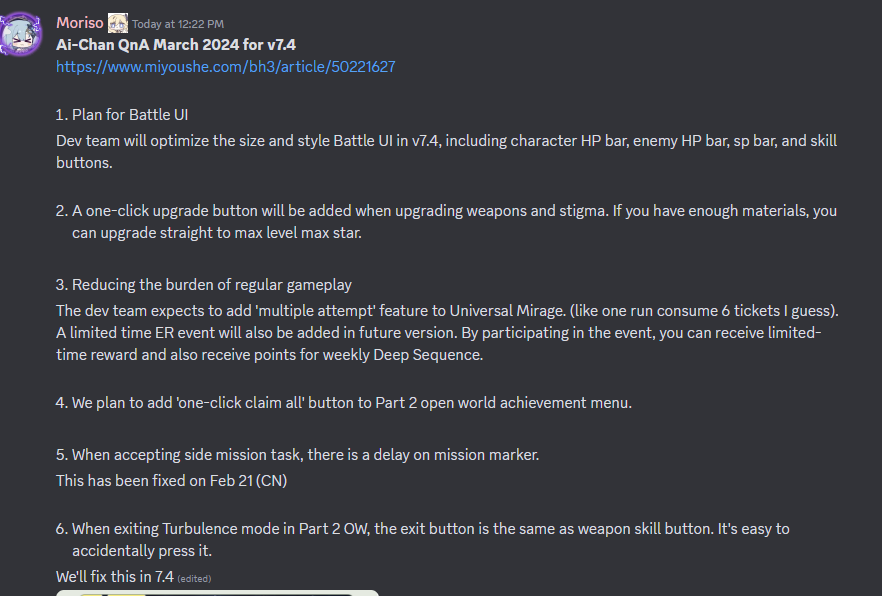 Moriso Today at 12:22 PM
Ai-Chan QnA March 2024 for v7.4
https://www.miyoushe.com/bh3/article/50221627
1. Plan for Battle UI
Dev team will optimize the size and style Battle UI in v7.4, including character HP bar, enemy HP bar, sp bar, and skill
buttons.
2. A one-click upgrade button will be added when upgrading weapons and stigma. If you have enough materials, you
can upgrade straight to max level max star.
3. Reducing the burden of regular gameplay
The dev team expects to add 'multiple attempt' feature to Universal Mirage. (like one run consume 6 tickets I guess).
A limited time ER event will also be added in future version. By participating in the event, you can receive limited-
time reward and also receive points for weekly Deep Sequence.
4. We plan to add 'one-click claim all' button to Part 2 open world achievement menu.
5. When accepting side mission task, there is a delay on mission marker.
This has been fixed on Feb 21 (CN)
6. When exiting Turbulence mode in Part 2 OW, the exit button is the same as weapon skill button. It's easy to
accidentally press it.
We'll fix this in 7.4 (edited)